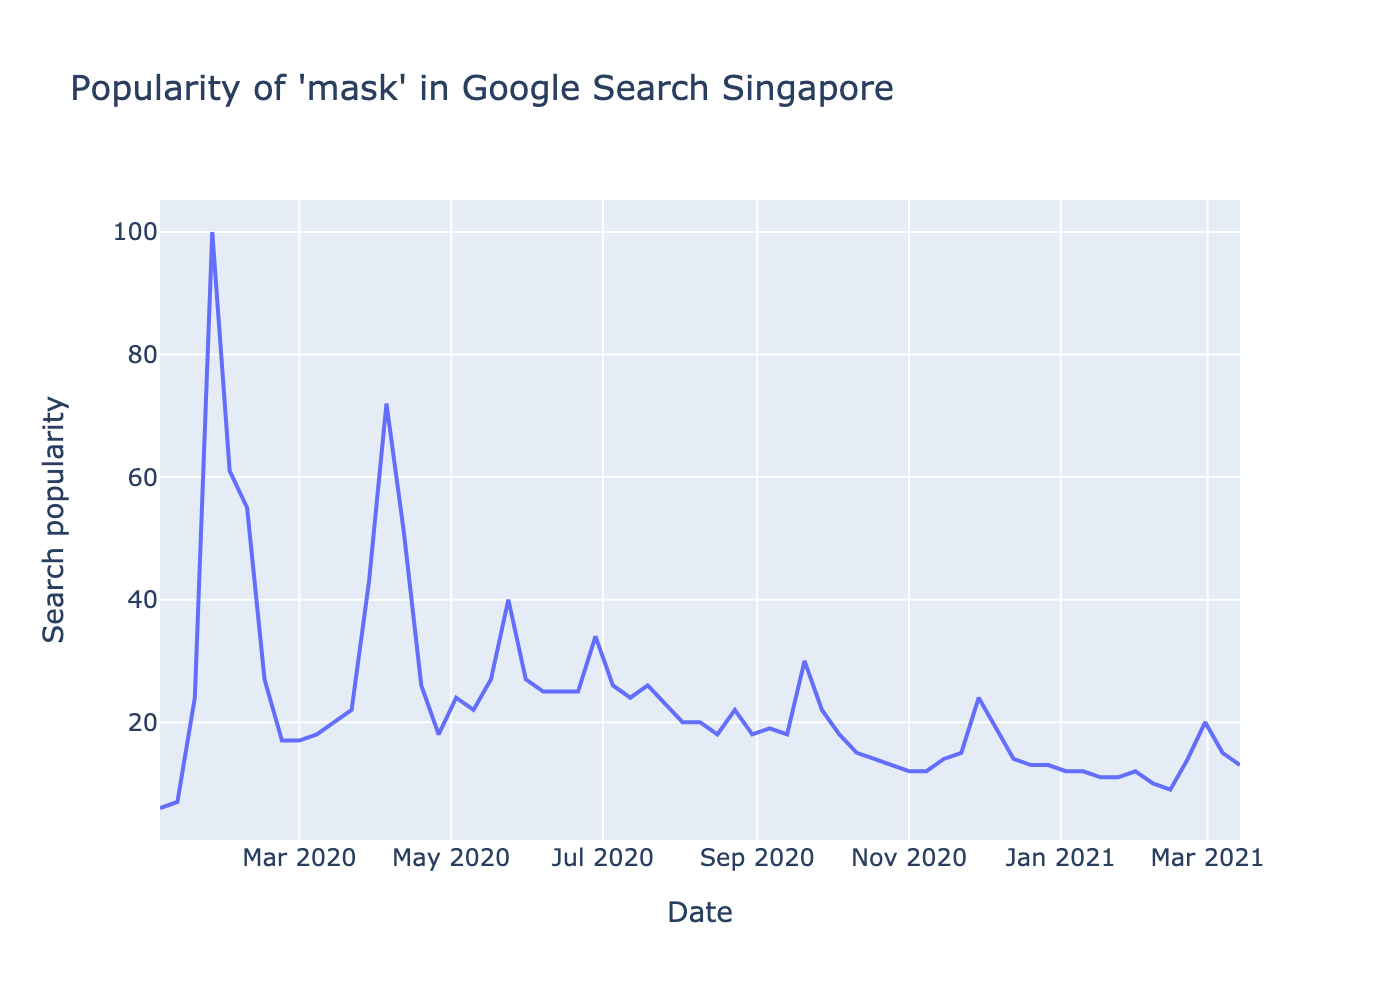 Popularity of 'mask' in Google Search Singapore
100
80
60
40
20
Search popularity
Mar 2020
May 2020
Jul 2020
Sep 2020
Nov 2020
Jan 2021
Mar 2021
Date